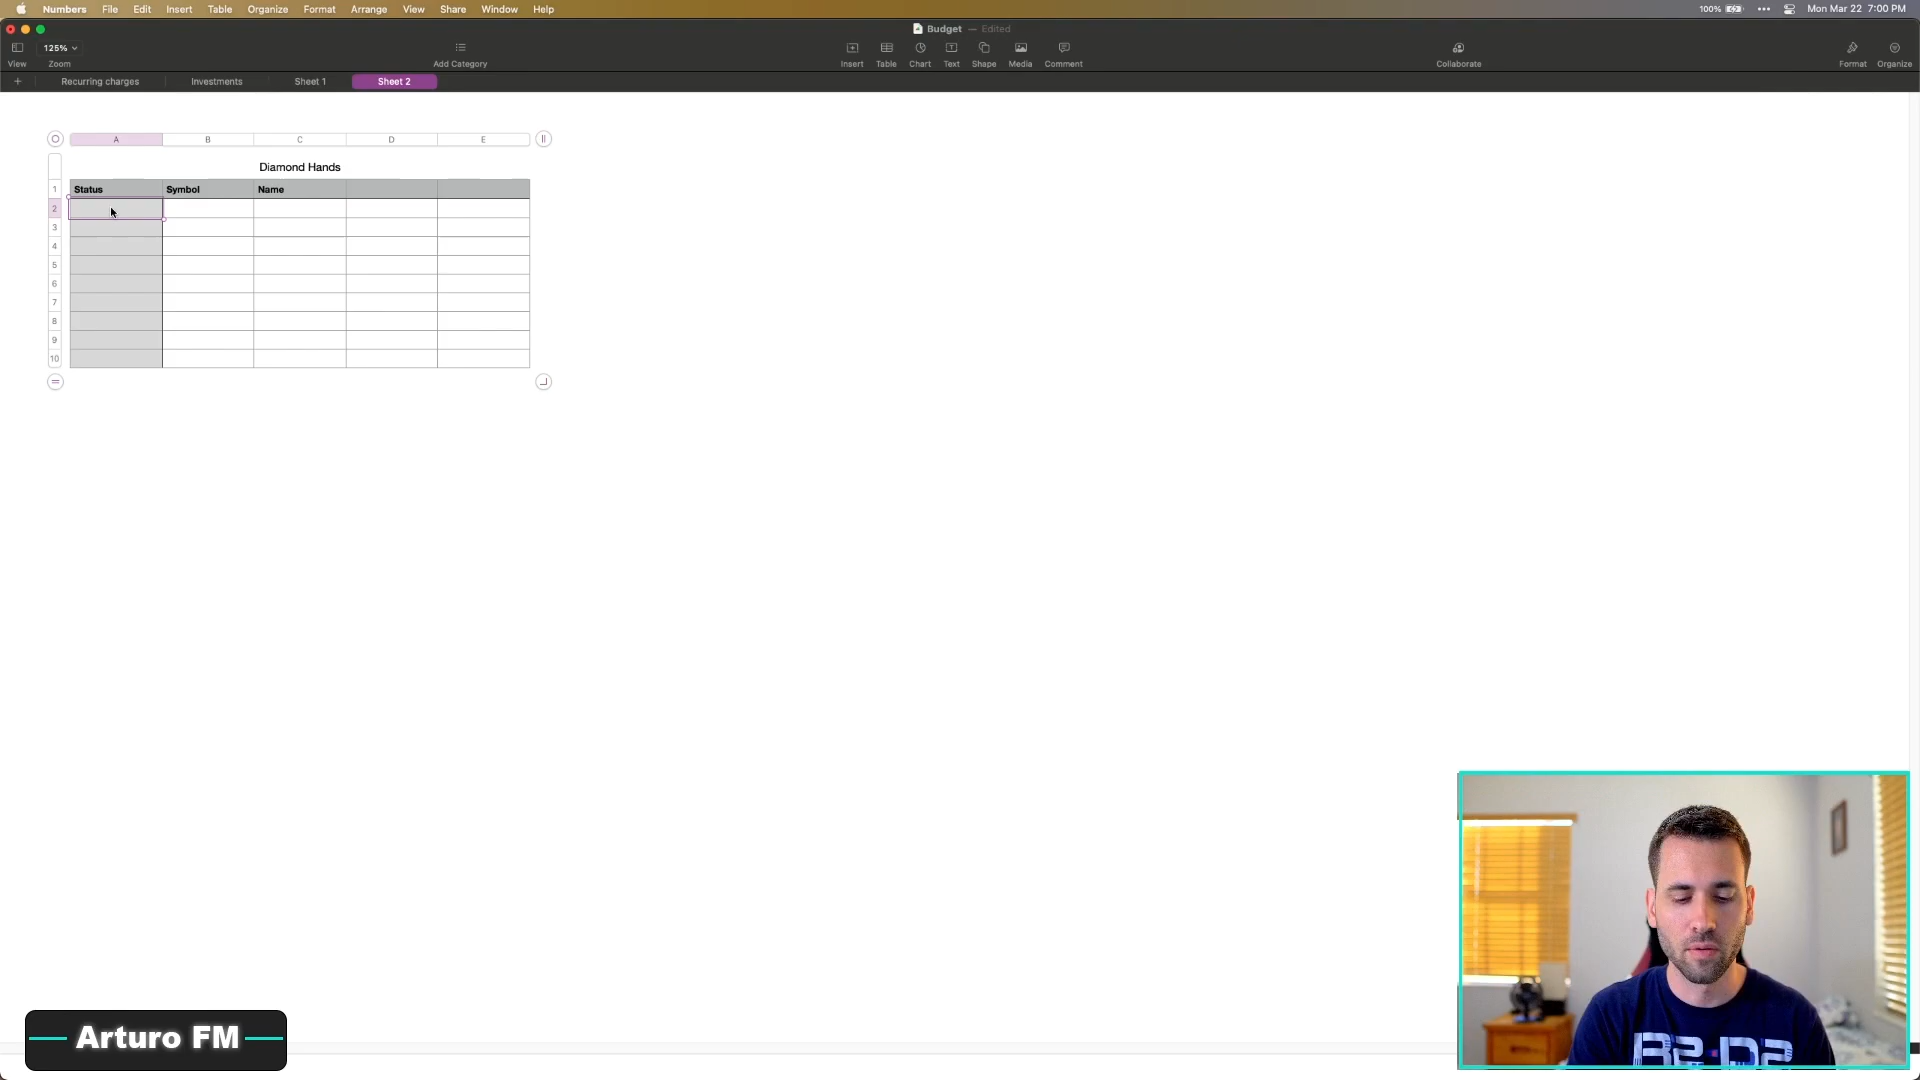 Numbers File Edit Insert Table Organize Format Arrange View Share Window Help 100% Mon Mar 22 7:00 PM
Budget — Edited
125%
View Zoom Add Category Insert Table Chart Text Shape Media Comment Collaborate Format Organize
+ Recurring charges Investments Sheet 1 Sheet 2
A B C D E
Diamond Hands
1 Status Symbol Name
2
3
4
5
6
7
8
9
10
Arturo FM